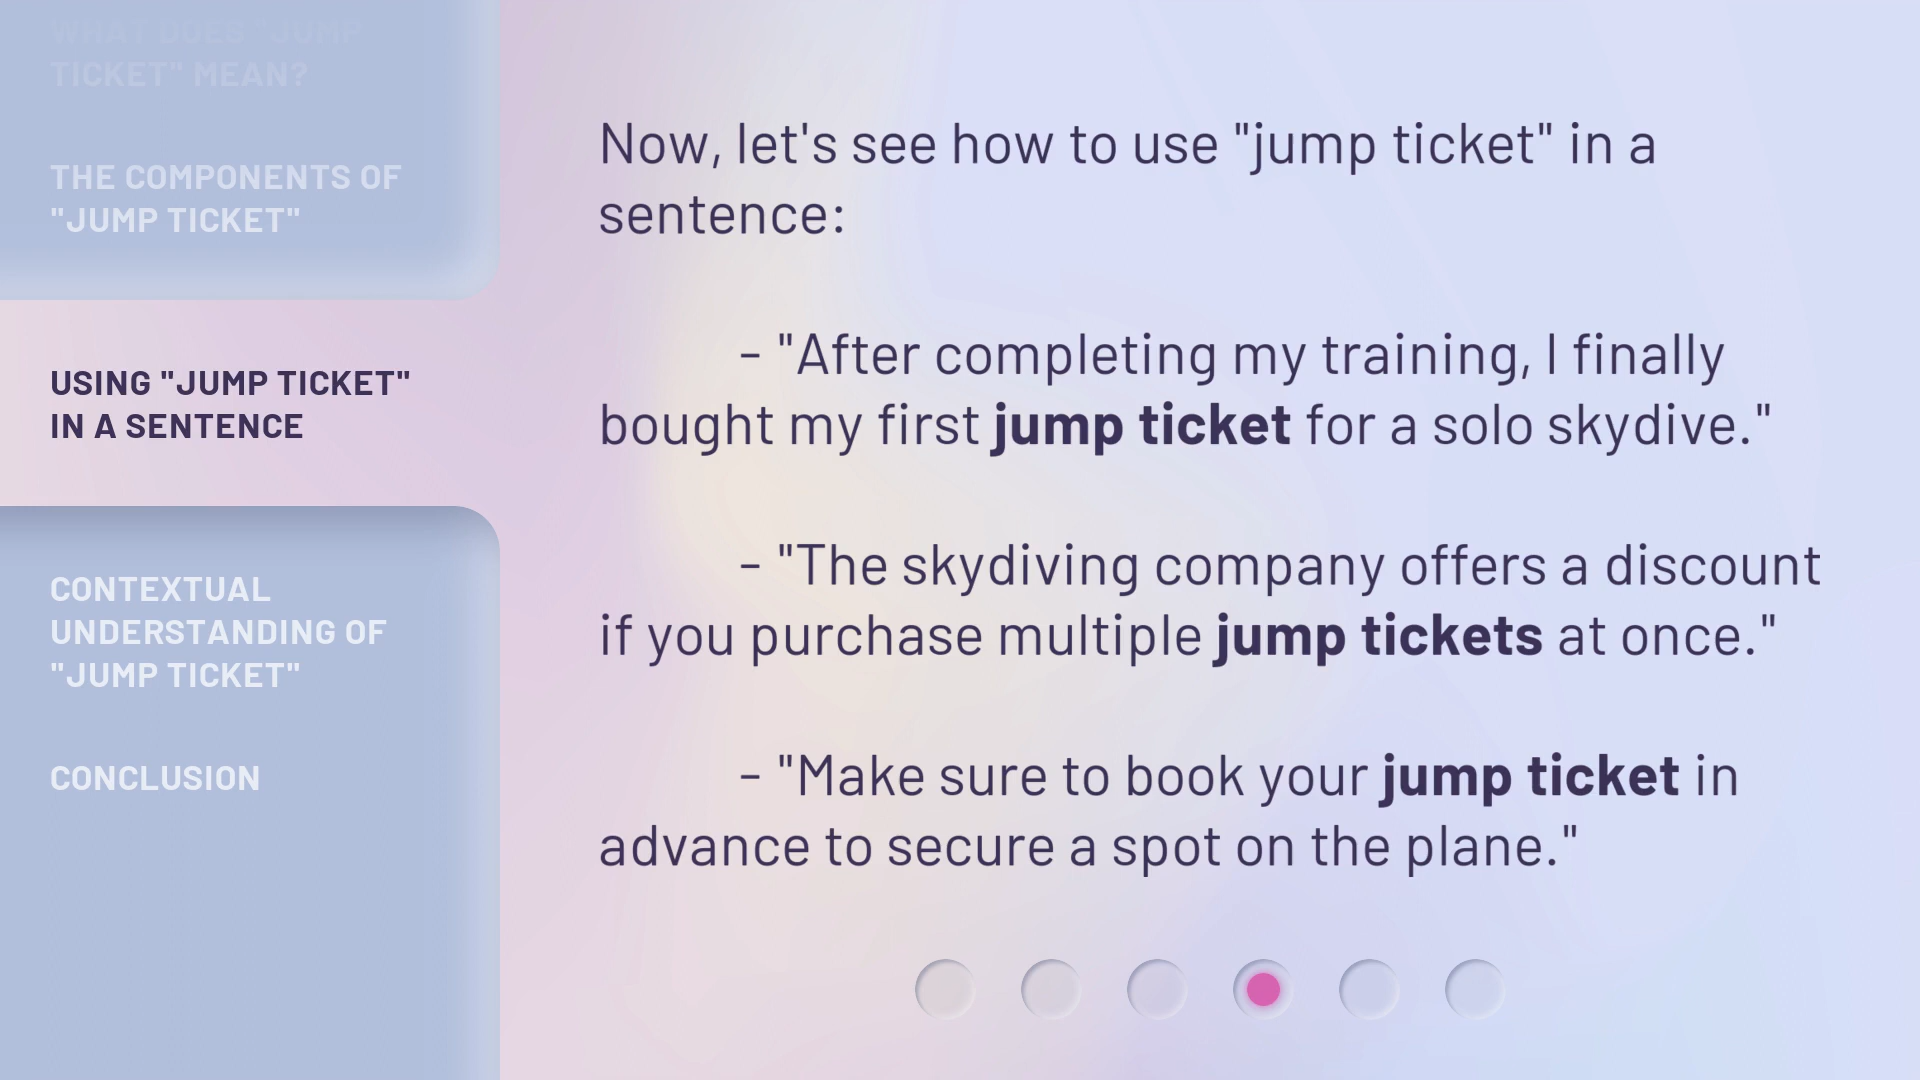 WHAT DOES "JUMP
TICKET" MEAN?
THE COMPONENTS OF
"JUMP TICKET"
USING "JUMP TICKET"
IN A SENTENCE
CONTEXTUAL
UNDERSTANDING OF
"JUMP TICKET"
CONCLUSION
Now, let's see how to use "jump ticket" in a
sentence:
- "After completing my training, I finally
bought my first jump ticket for a solo skydive."
- "The skydiving company offers a discount
if you purchase multiple jump tickets at once."
- "Make sure to book your jump ticket in
advance to secure a spot on the plane."